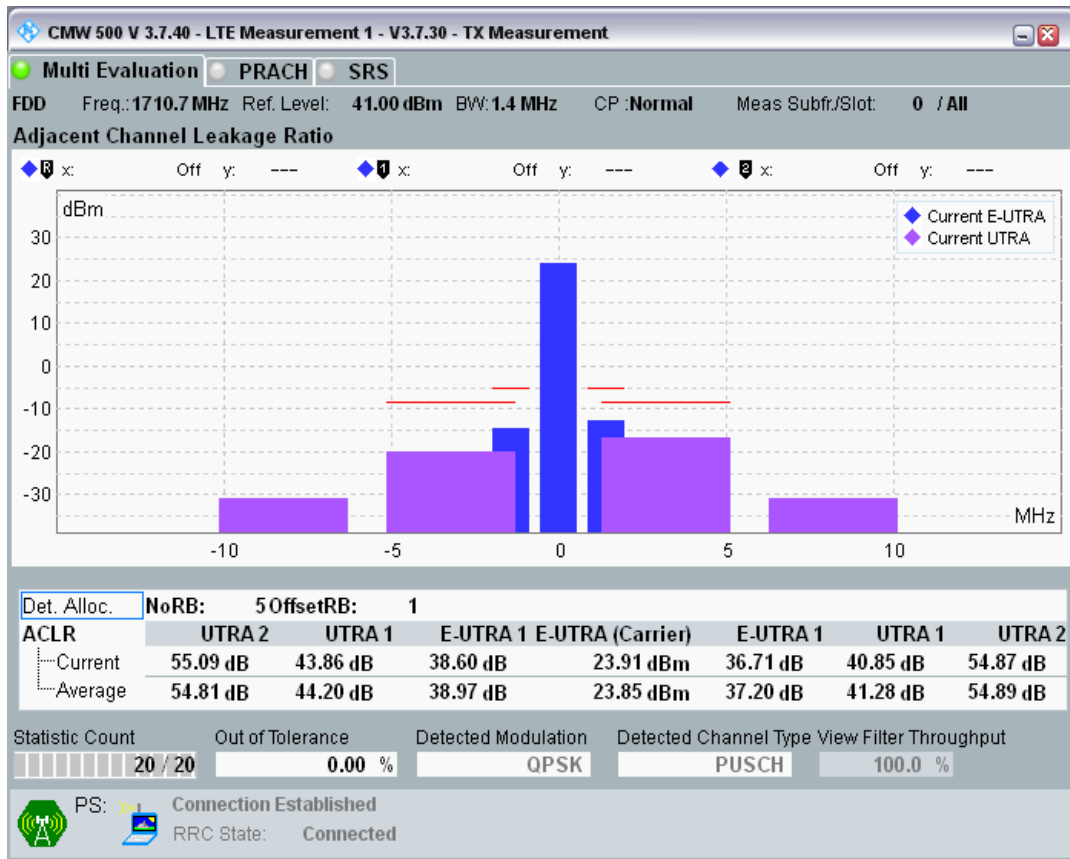 CMW 500 V 3.7.40 - LTE Measurement 1 - V3.7.30 - TX Measurement
Multi Evaluation PRACH SRS
FDD Freq.: 1710.7 MHz Ref. Level: 41.00 dBm BW: 1.4 MHz CP :Normal Meas Subfr./Slot: 0 / All
Adjacent Channel Leakage Ratio
R x: Off y: --- 1 x: Off y: --- 2 x: Off y: ---
dBm
Current E-UTRA
Current UTRA
30
20
10
0
-10
-20
-30
MHz
-10 -5 0 5 10
Det. Alloc. NoRB: 5 OffsetRB: 1
ACLR UTRA 2 UTRA 1 E-UTRA 1 E-UTRA (Carrier) E-UTRA 1 UTRA 1 UTRA 2
Current 55.09 dB 43.86 dB 38.60 dB 23.91 dBm 36.71 dB 40.85 dB 54.87 dB
Average 54.81 dB 44.20 dB 38.97 dB 23.85 dBm 37.20 dB 41.28 dB 54.89 dB
Statistic Count Out of Tolerance Detected Modulation Detected Channel Type View Filter Throughput
20 / 20 0.00 % QPSK PUSCH 100.0 %
PS: Connection Established
RRC State: Connected